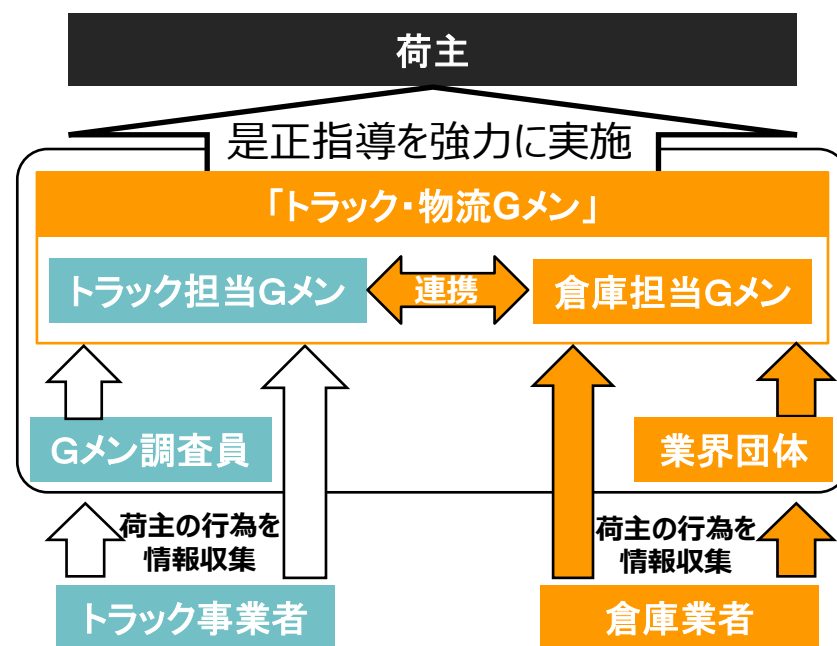 荷主
是正指導を強力に実施
「トラック・物流Gメン」
トラック担当Gメン
連携
倉庫担当Gメン
Gメン調査員
業界団体
荷主の行為を
情報収集
荷主の行為を
情報収集
トラック事業者
倉庫業者